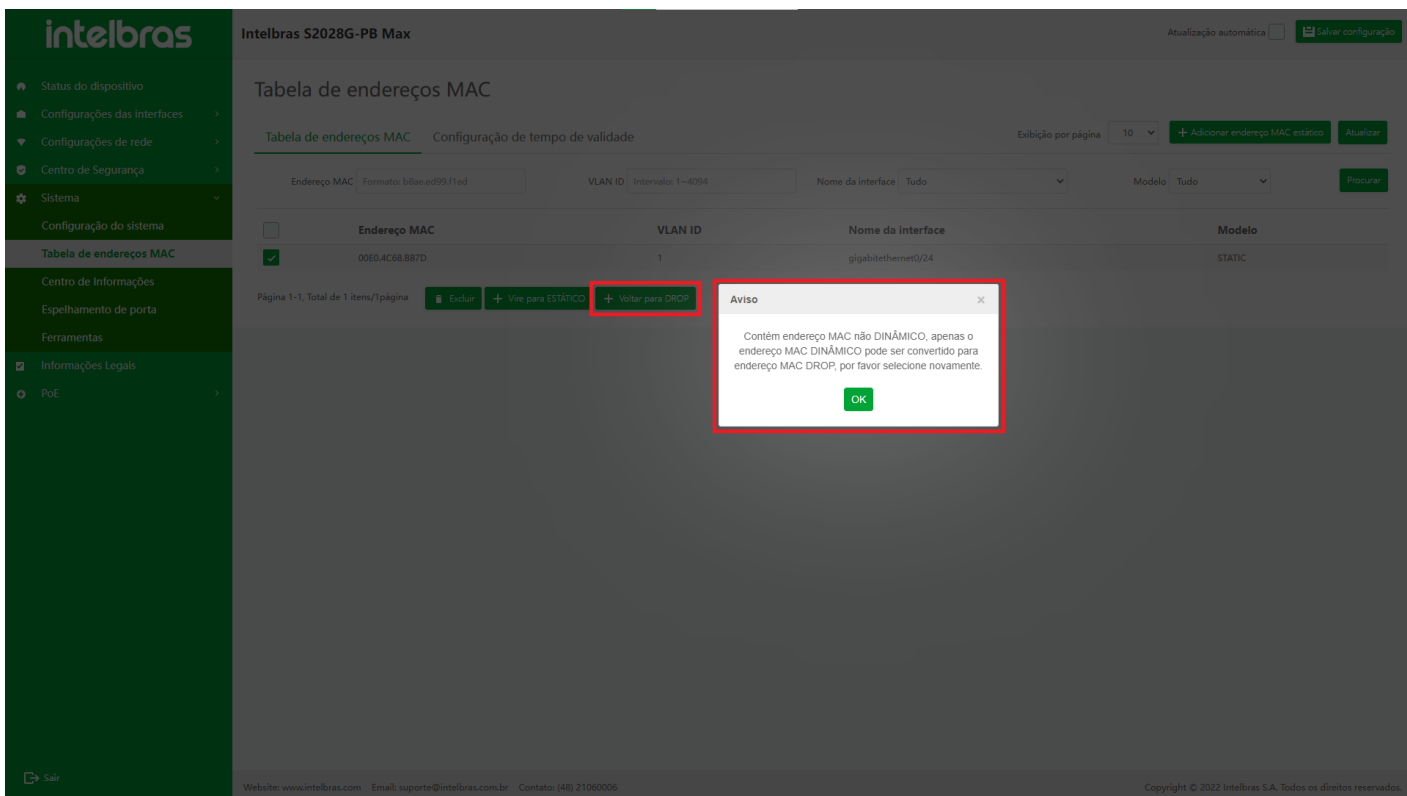 intelbras
Intelbras S2028G-PB Max
Atualização automática
Salvar configuração
Status do dispositivo
Configurações das interfaces
Configurações de rede
Centro de Segurança
Sistema
Configuração do sistema
Tabela de endereços MAC
Centro de Informações
Espelhamento de porta
Ferramentas
Informações Legais
PoE
Sair
Tabela de endereços MAC
Tabela de endereços MAC Configuração de tempo de validade
Exibição por página 10 + Adicionar endereço MAC estático Atualizar
Endereço MAC Formato: b8ae.ed99.f1ed VLAN ID Intervalo: 1~4094 Nome da interface Tudo Modelo Tudo Procurar
Endereço MAC VLAN ID Nome da interface Modelo
00E0.4C68.887D 1 gigabitethernet0/24 STATIC
Página 1-1, Total de 1 itens/1página Excluir + Vire para ESTÁTICO + Voltar para DROP
Aviso ×
Contém endereço MAC não DINÂMICO, apenas o
endereço MAC DINÂMICO pode ser convertido para
endereço MAC DROP, por favor selecione novamente.
OK
Website: www.intelbras.com Email: suporte@intelbras.com.br Contato: (48) 21060006
Copyright © 2022 Intelbras S.A. Todos os direitos reservados.